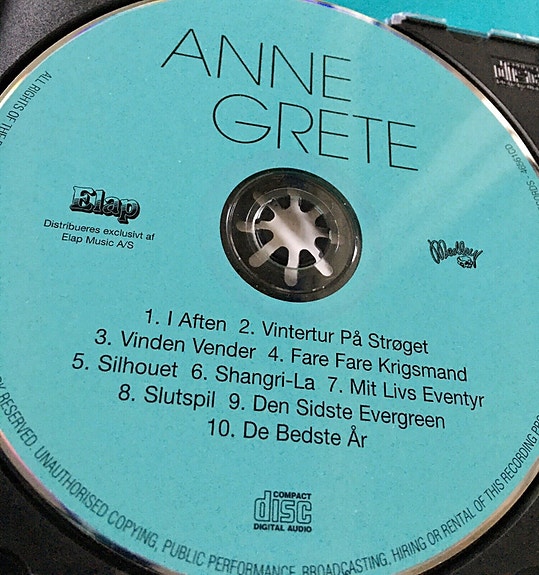 ANNE
GRETE
Elap
Distribueres exclusivt af
Elap Music A/S
Medley
1. I Aften 2. Vintertur På Strøget
3. Vinden Vender 4. Fare Fare Krigsmand
5. Silhouet 6. Shangri-La 7. Mit Livs Eventyr
8. Slutspil 9. Den Sidste Evergreen
10. De Bedste År
COMPACT
disc
DIGITAL AUDIO
ALL RIGHTS OF THE
RESERVED. UNAUTHORISED COPYING, PUBLIC PERFORMANCE, BROADCASTING, HIRING OR RENTAL OF THIS RECORDING